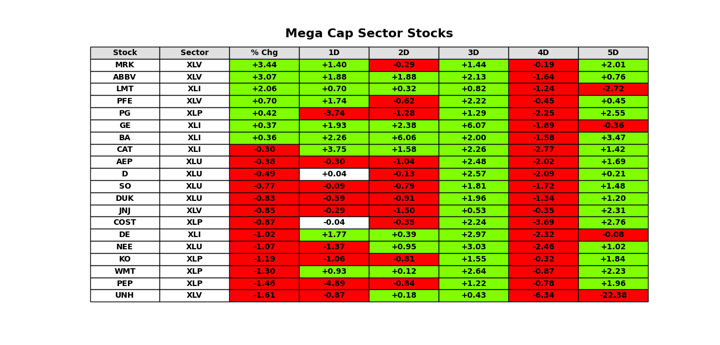 Mega Cap Sector Stocks
Stock Sector % Chg 1D 2D 3D 4D 5D
MRK XLV +3.44 +1.40 -0.29 +1.44 -0.19 +2.01
ABBV XLV +3.07 +1.88 +1.88 +2.13 -1.64 +0.76
LMT XLI +2.06 +0.70 +0.32 +0.82 -1.24 -2.72
PFE XLV +0.70 +1.74 -0.62 +2.22 -0.45 +0.45
PG XLP +0.42 -3.74 -1.28 +1.29 -2.25 +2.55
GE XLI +0.37 +1.93 +2.38 +6.07 -1.89 -0.36
BA XLI +0.36 +2.26 +6.06 +2.00 -1.58 +3.47
CAT XLI -0.30 +3.75 +1.58 +2.26 -2.77 +1.42
AEP XLU -0.38 -0.30 -1.04 +2.48 -2.02 +1.69
D XLU -0.49 +0.04 -0.13 +2.57 -2.09 +0.21
SO XLU -0.77 -0.09 -0.75 +1.81 -1.72 +1.48
DUK XLU -0.83 -0.59 -0.91 +1.96 -1.34 +1.20
JNJ XLV -0.85 -0.29 -1.50 +0.53 -0.35 +2.31
COST XLP -0.87 -0.04 -0.35 +2.24 -3.69 +2.76
DE XLI -1.02 +1.77 +0.39 +2.97 -2.32 -0.08
NEE XLU -1.07 -1.37 +0.95 +3.03 -2.46 +1.02
KO XLP -1.19 -1.06 -0.81 +1.55 -0.32 +1.84
WMT XLP -1.30 +0.93 +0.12 +2.64 -0.87 +2.23
PEP XLP -1.46 -4.89 -0.84 +1.22 -0.78 +1.96
UNH XLV -1.61 -0.87 +0.18 +0.43 -6.34 -22.38